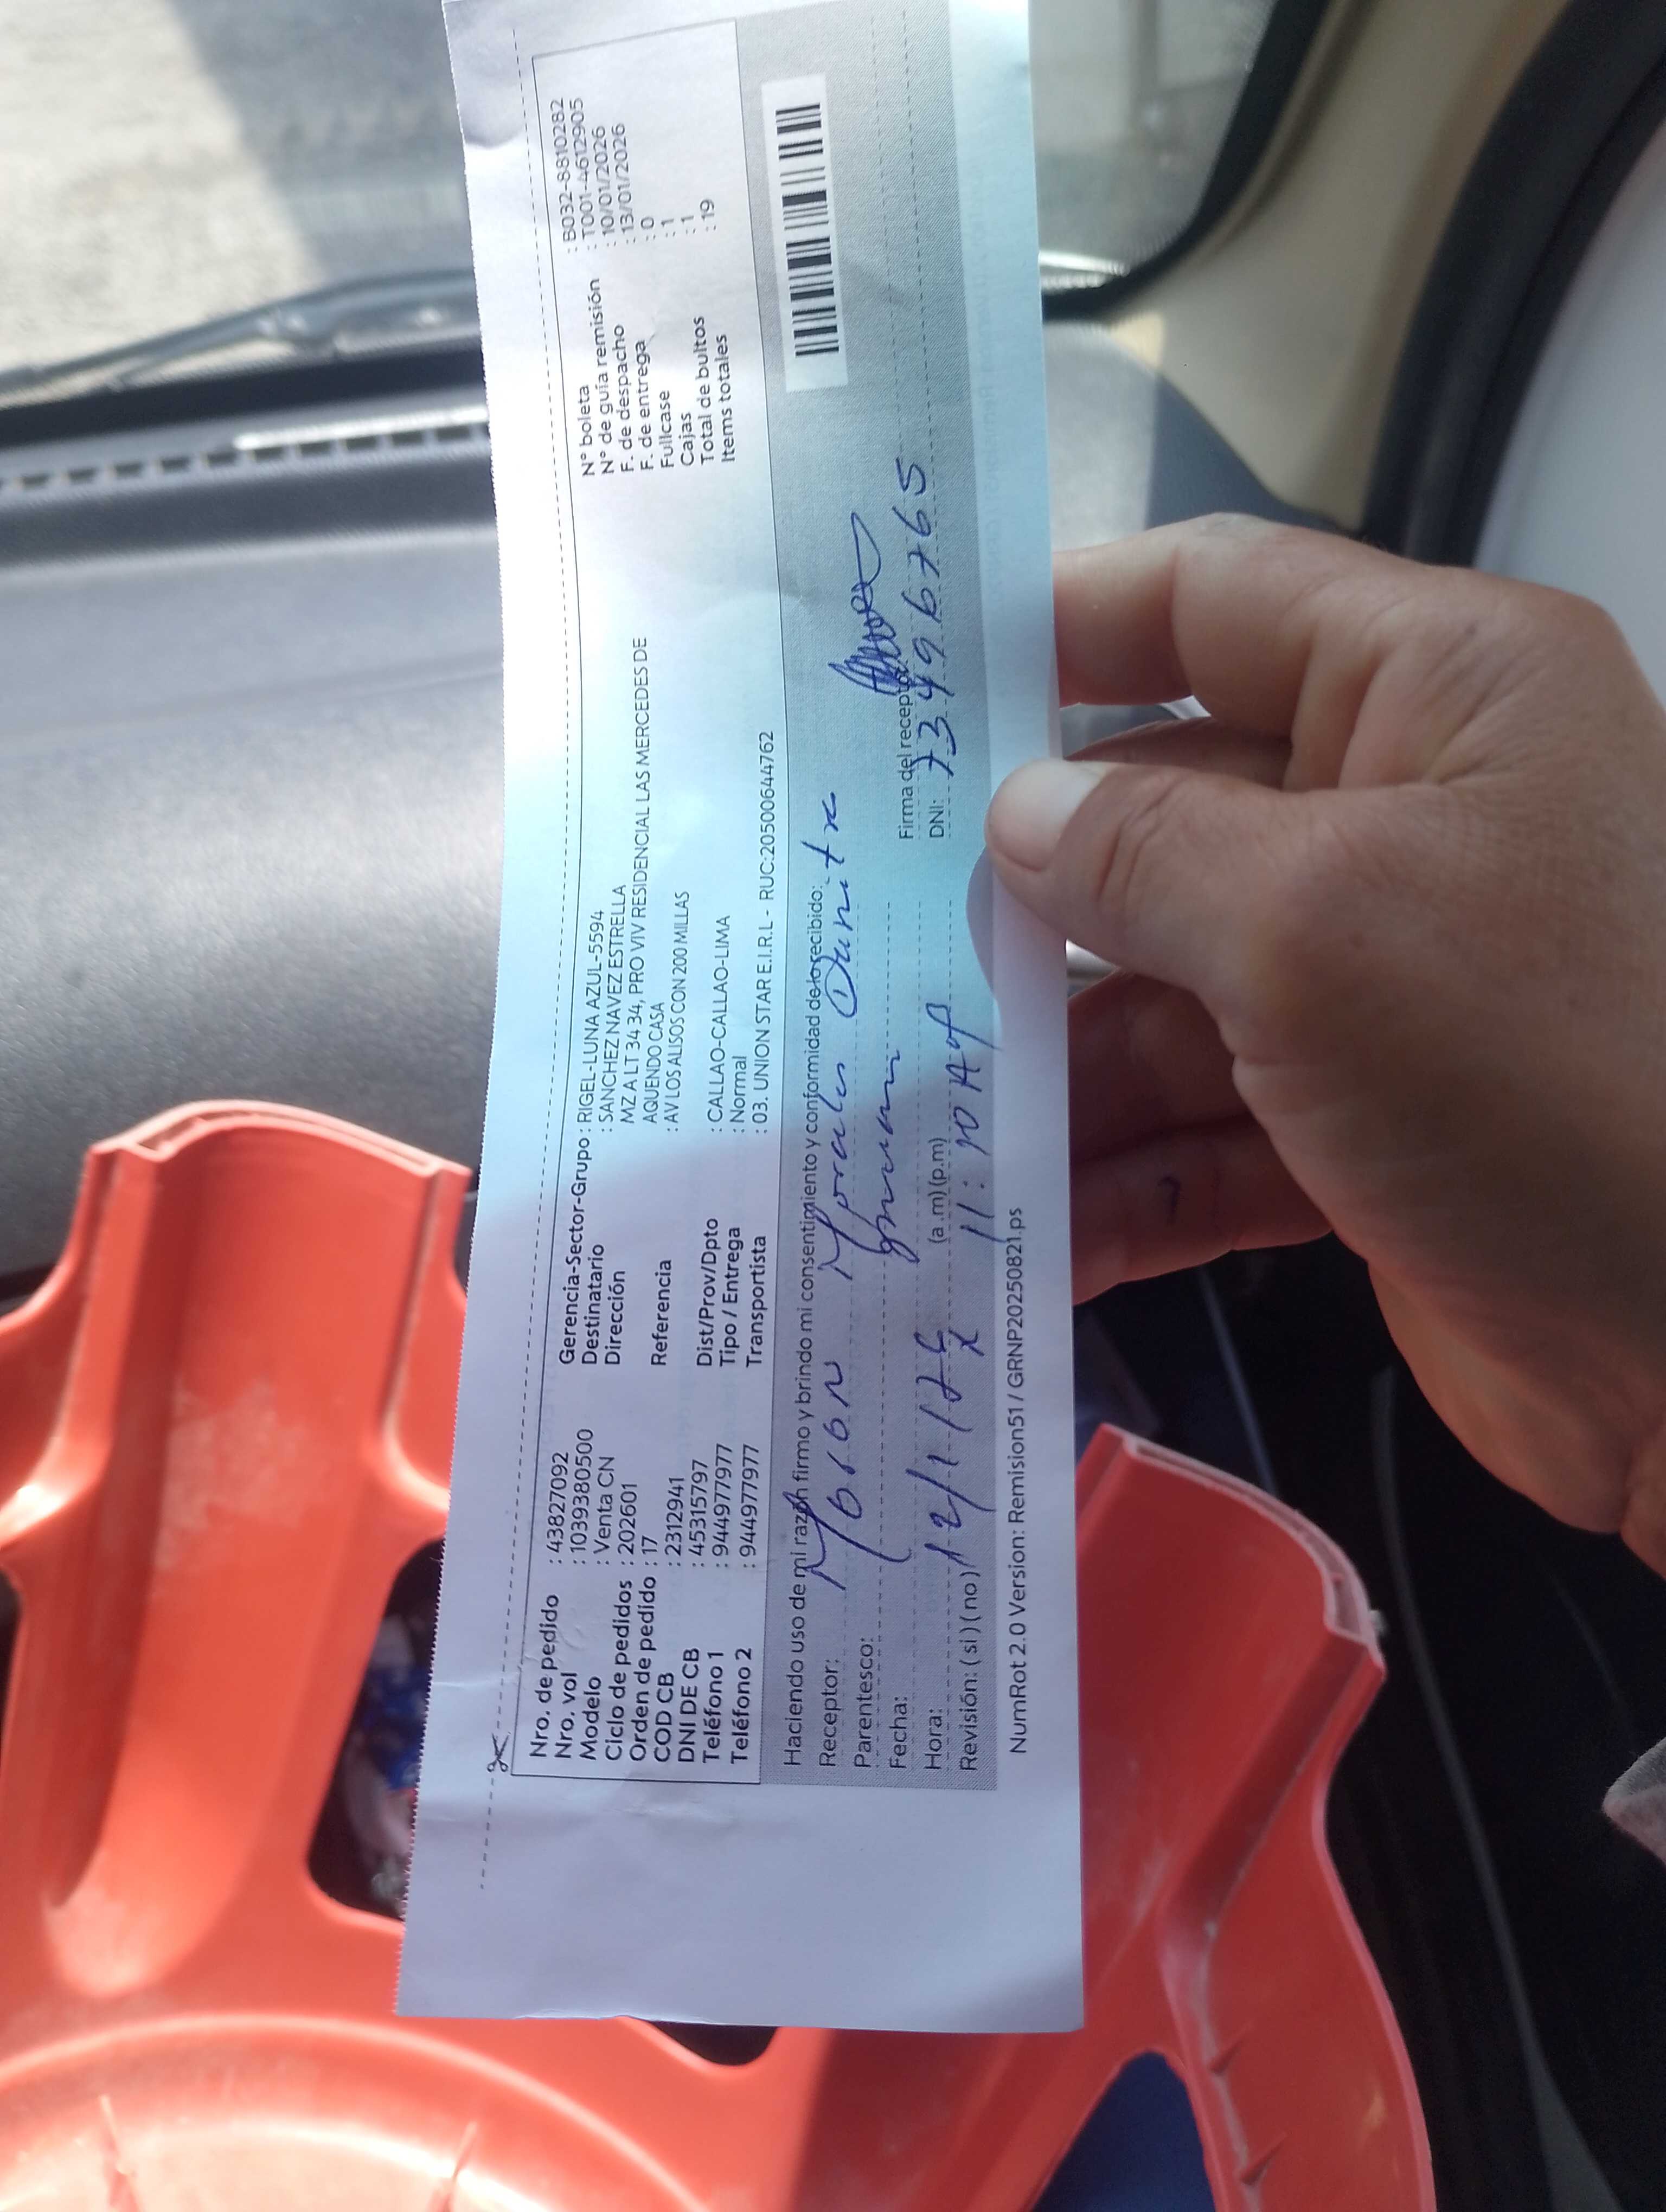 Nro. de pedido : 43827092
Nro. vol : 1039380500
Modelo : Venta CN
Ciclo de pedidos : 202601
Orden de pedido : 17
COD CB : 2312941
DNI DE CB : 45315797
Teléfono 1 : 944977977
Teléfono 2 : 944977977
Gerencia-Sector-Grupo : RIGEL-LUNA AZUL-5594
Destinatario : SANCHEZ NAVEZ ESTRELLA
Dirección MZ A LT 34 34, PRO VIV RESIDENCIAL LAS MERCEDES DE
AQUENDO CASA
Referencia : AV LOS ALISOS CON 200 MILLAS
Dist/Prov/Dpto : CALLAO-CALLAO-LIMA
Tipo / Entrega : Normal
Transportista : 03. UNION STAR E.I.R.L - RUC:20500644762
N° boleta : B032-8810282
N° de guía remisión : T001-4612905
F. de despacho : 10/01/2026
F. de entrega : 13/01/2026
Fullcase : 0
Cajas : 1
Total de bultos : 1
Items totales : 19
Haciendo uso de mi razón firmo y brindo mi consentimiento y conformidad de lo recibido:
Receptor: Morales
Parentesco:
Fecha: 12/1/26
Hora: (a.m)(p.m) 11:10
Revisión: ( si ) ( no )
Firma del receptor:
DNI: 73496765
NumRot 2.0 Version: Remision51 / GRNP20250821.ps